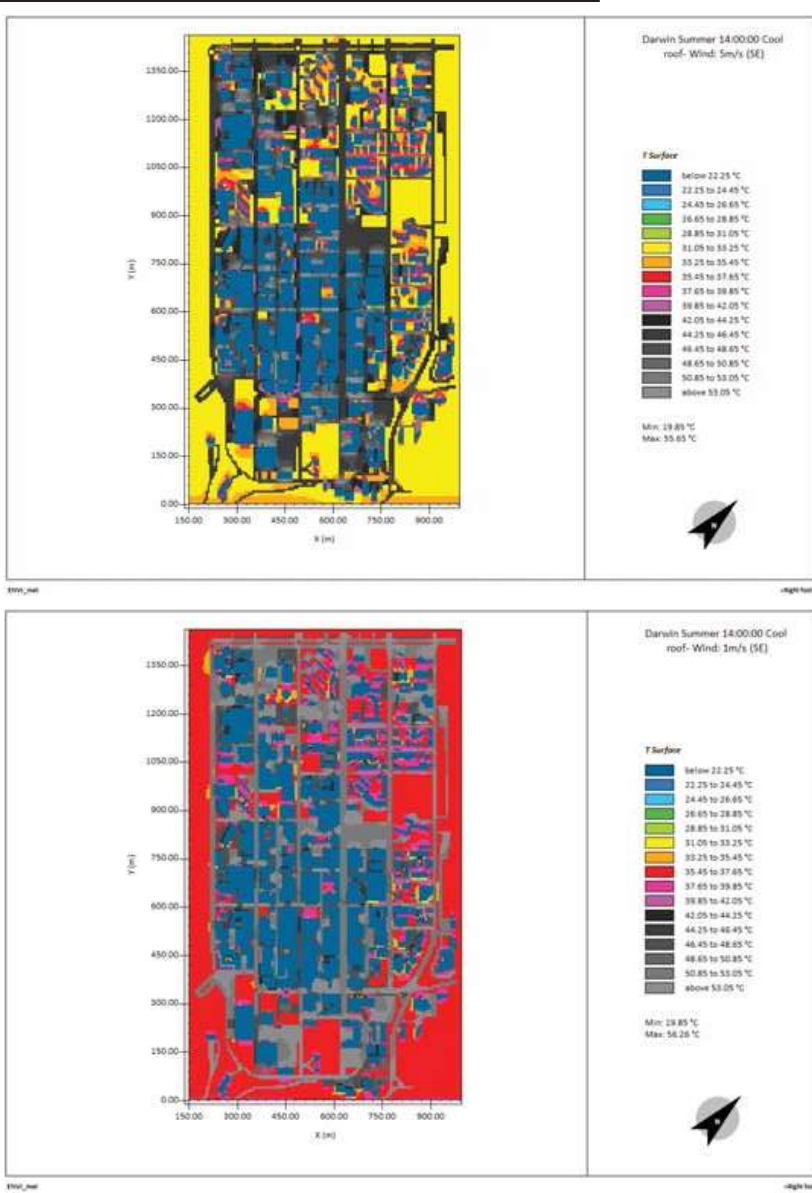 Darwin Summer 14:00:00 Cool
roof- Wind: 5m/s (SE)
T Surface
below 22.25 °C
22.25 to 24.45 °C
24.45 to 26.65 °C
26.65 to 28.85 °C
28.85 to 31.05 °C
31.05 to 33.25 °C
33.25 to 35.45 °C
35.45 to 37.65 °C
37.65 to 39.85 °C
39.85 to 42.05 °C
42.05 to 44.25 °C
44.25 to 46.45 °C
46.45 to 48.65 °C
48.65 to 50.85 °C
50.85 to 53.05 °C
above 53.05 °C
Min: 19.85 °C
Max: 55.65 °C
N
Y (m)
1350.00
1200.00
1050.00
900.00
750.00
600.00
450.00
300.00
150.00
0.00
150.00 300.00 450.00 600.00 750.00 900.00
X (m)
ENVI_met
Darwin Summer 14:00:00 Cool
roof- Wind: 1m/s (SE)
T Surface
below 22.25 °C
22.25 to 24.45 °C
24.45 to 26.65 °C
26.65 to 28.85 °C
28.85 to 31.05 °C
31.05 to 33.25 °C
33.25 to 35.45 °C
35.45 to 37.65 °C
37.65 to 39.85 °C
39.85 to 42.05 °C
42.05 to 44.25 °C
44.25 to 46.45 °C
46.45 to 48.65 °C
48.65 to 50.85 °C
50.85 to 53.05 °C
above 53.05 °C
Min: 19.85 °C
Max: 56.26 °C
N
Y (m)
1350.00
1200.00
1050.00
900.00
750.00
600.00
450.00
300.00
150.00
0.00
150.00 300.00 450.00 600.00 750.00 900.00
X (m)
ENVI_met